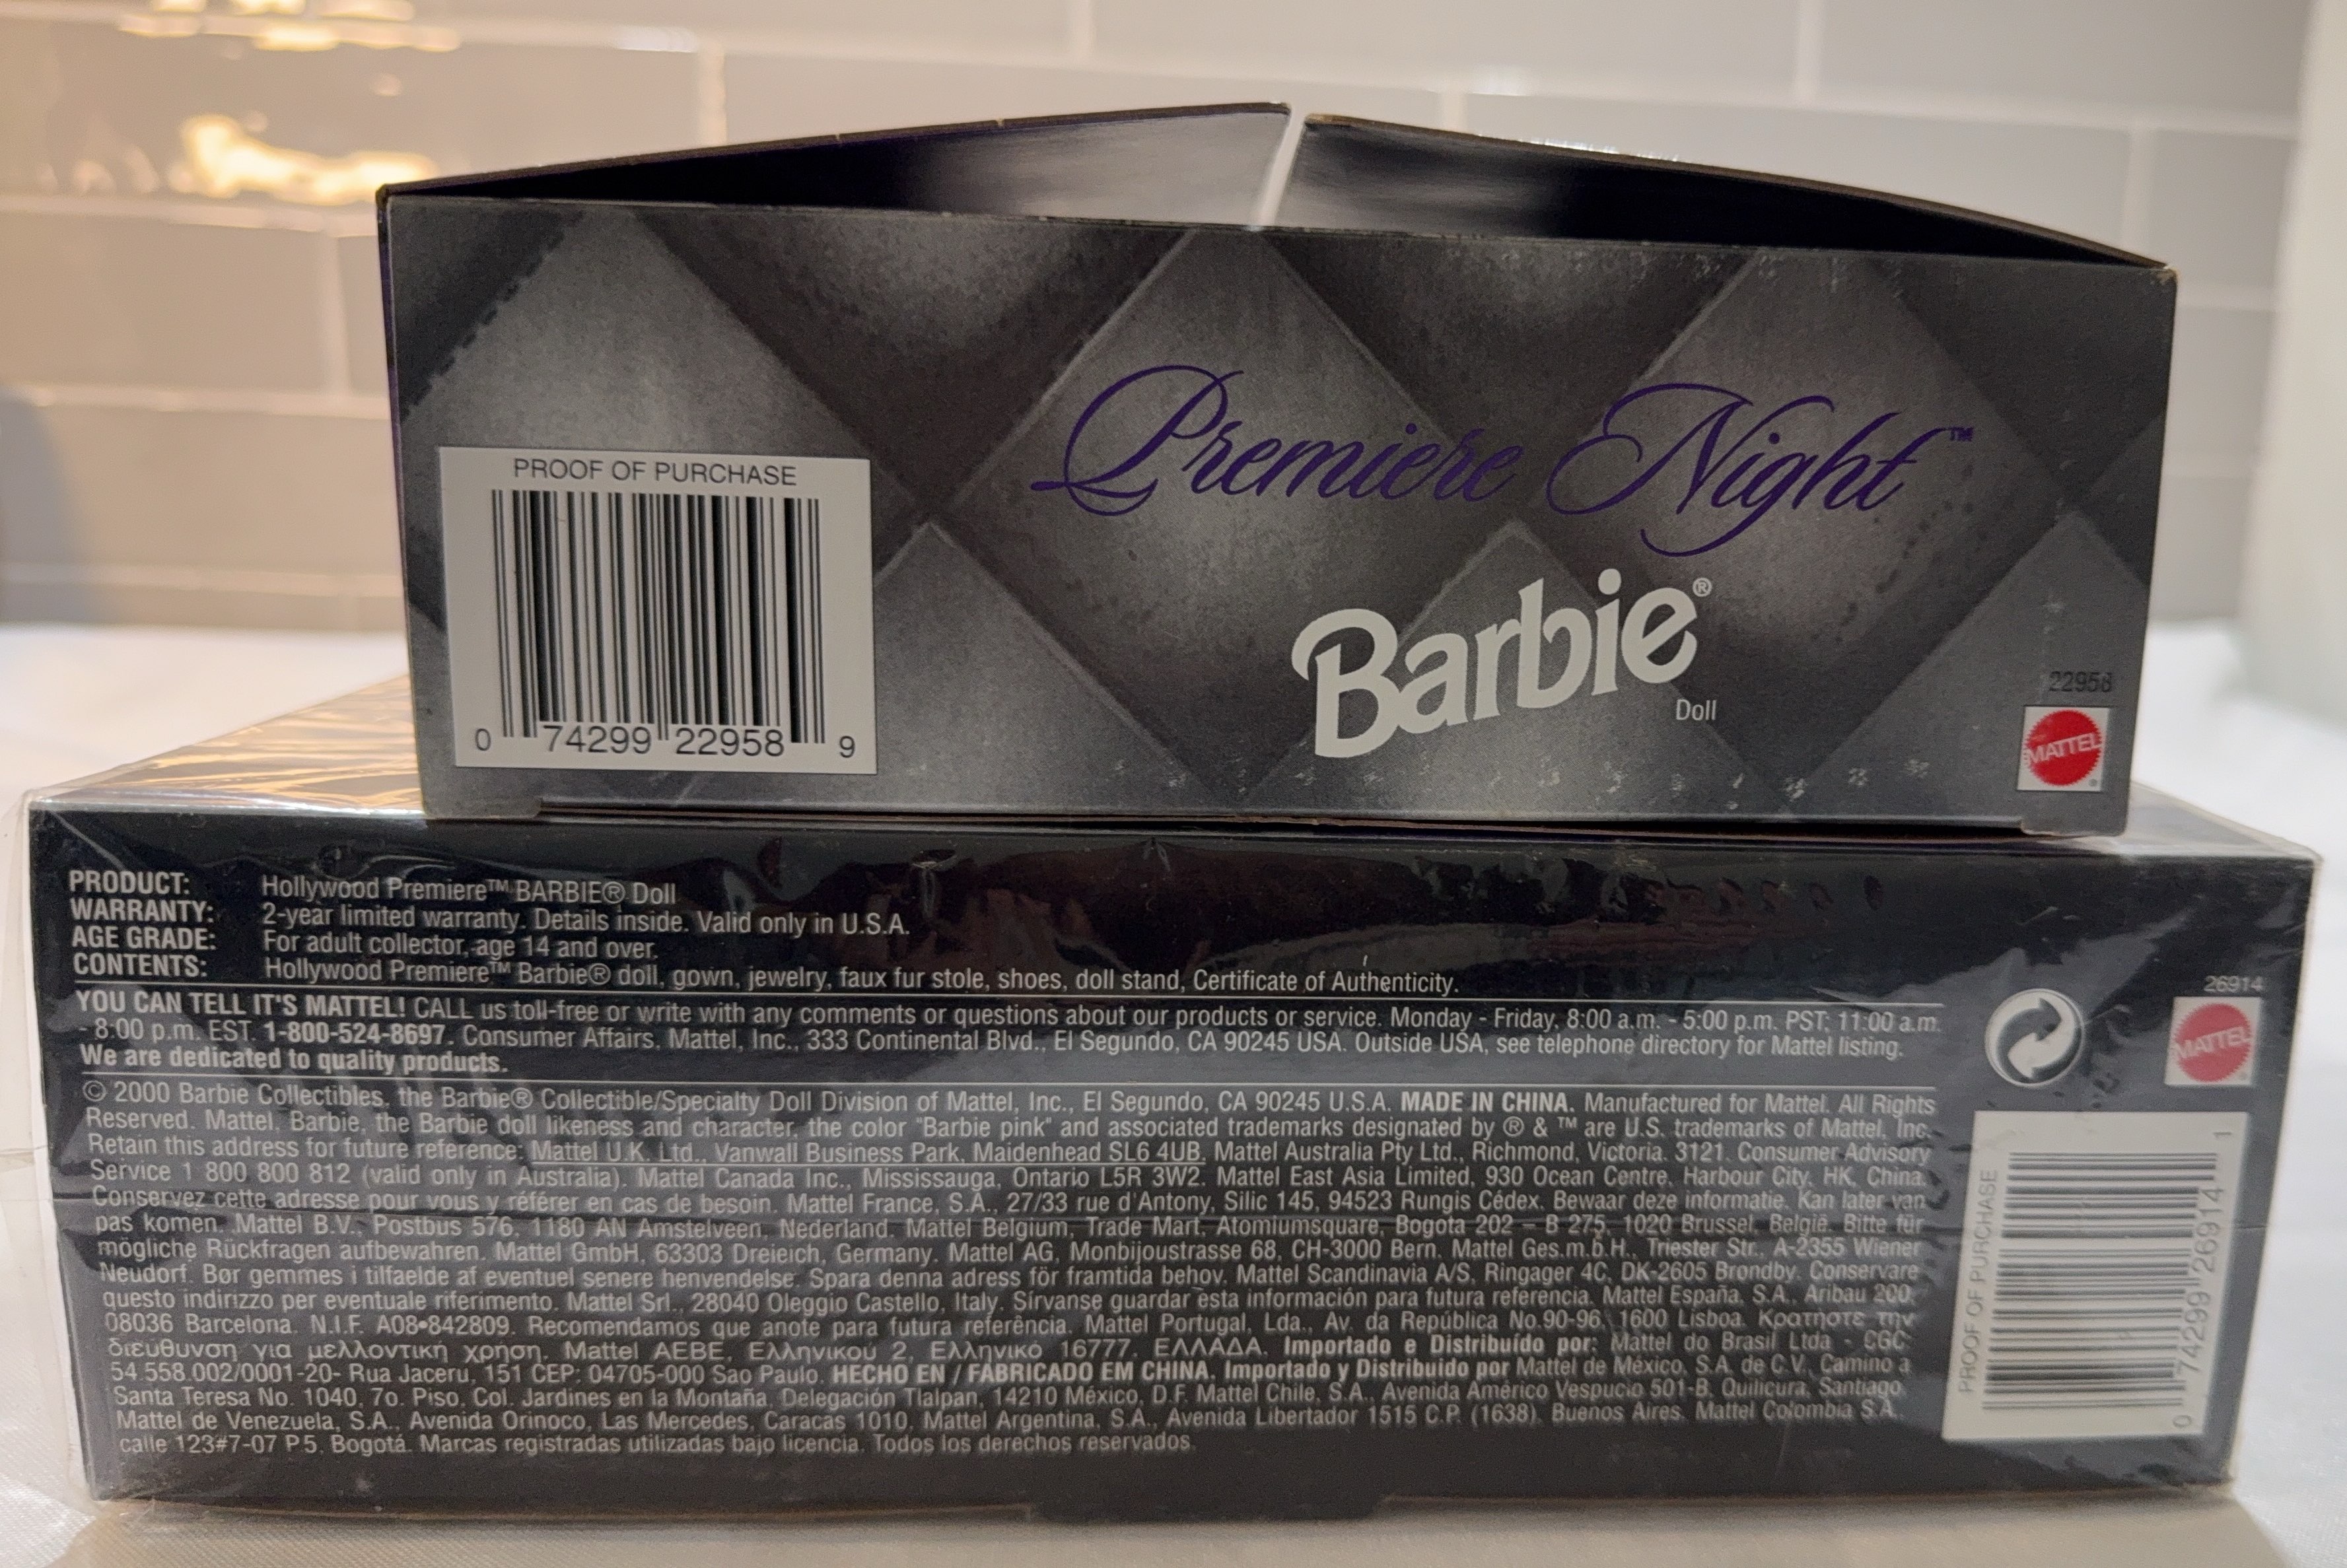 PROOF OF PURCHASE
0 74299 22958 9
Premiere Night™
Barbie®
Doll
22958
MATTEL
®
PRODUCT: Hollywood Premiere™ BARBIE® Doll
WARRANTY: 2-year limited warranty. Details inside. Valid only in U.S.A.
AGE GRADE: For adult collector, age 14 and over.
CONTENTS: Hollywood Premiere™ Barbie® doll, gown, jewelry, faux fur stole, shoes, doll stand, Certificate of Authenticity.
YOU CAN TELL IT'S MATTEL! CALL us toll-free or write with any comments or questions about our products or service. Monday - Friday, 8:00 a.m. - 5:00 p.m. PST; 11:00 a.m.
- 8:00 p.m. EST. 1-800-524-8697. Consumer Affairs, Mattel, Inc., 333 Continental Blvd., El Segundo, CA 90245 USA. Outside USA, see telephone directory for Mattel listing.
We are dedicated to quality products.
© 2000 Barbie Collectibles, the Barbie® Collectible/Specialty Doll Division of Mattel, Inc., El Segundo, CA 90245 U.S.A. MADE IN CHINA. Manufactured for Mattel. All Rights
Reserved. Mattel, Barbie, the Barbie doll likeness and character, the color "Barbie pink" and associated trademarks designated by ® & ™ are U.S. trademarks of Mattel, Inc.
Retain this address for future reference: Mattel U.K. Ltd., Vanwall Business Park, Maidenhead SL6 4UB. Mattel Australia Pty Ltd., Richmond, Victoria. 3121. Consumer Advisory
Service 1 800 800 812 (valid only in Australia). Mattel Canada Inc., Mississauga, Ontario L5R 3W2. Mattel East Asia Limited, 930 Ocean Centre, Harbour City, HK, China.
Conservez cette adresse pour vous y référer en cas de besoin. Mattel France, S.A., 27/33 rue d'Antony, Silic 145, 94523 Rungis Cédex. Bewaar deze informatie. Kan later van
pas komen. Mattel B.V., Postbus 576, 1180 AN Amstelveen, Nederland. Mattel Belgium, Trade Mart, Atomiumsquare, Bogota 202 – B 275, 1020 Brussel, België. Bitte für
mögliche Rückfragen aufbewahren. Mattel GmbH, 63303 Dreieich, Germany. Mattel AG, Monbijoustrasse 68, CH-3000 Bern. Mattel Ges.m.b.H., Triester Str., A-2355 Wiener
Neudorf. Bør gemmes i tilfaelde af eventuel senere henvendelse. Spara denna adress för framtida behov. Mattel Scandinavia A/S, Ringager 4C, DK-2605 Brøndby. Conservare
questo indirizzo per eventuale riferimento. Mattel Srl., 28040 Oleggio Castello, Italy. Sírvanse guardar esta información para futura referencia. Mattel España, S.A., Aribau 200,
08036 Barcelona. N.I.F. A08•842809. Recomendamos que anote para futura referência. Mattel Portugal, Lda., Av. da República No.90-96, 1600 Lisboa. Κρατήστε την
διεύθυνση για μελλοντική χρήση. Mattel AEBE, Ελληνικού 2, Ελληνικό 16777, ΕΛΛΑΔΑ. Importado e Distribuído por: Mattel do Brasil Ltda - CGC:
54.558.002/0001-20- Rua Jaceru, 151 CEP: 04705-000 Sao Paulo. HECHO EN / FABRICADO EM CHINA. Importado y Distribuido por Mattel de México, S.A. de C.V., Camino a
Santa Teresa No. 1040, 7o. Piso, Col. Jardines en la Montaña, Delegación Tlalpan, 14210 México, D.F. Mattel Chile, S.A., Avenida Américo Vespucio 501-B, Quilicura, Santiago.
Mattel de Venezuela, S.A., Avenida Orinoco, Las Mercedes, Caracas 1010. Mattel Argentina, S.A., Avenida Libertador 1515 C.P. (1638). Buenos Aires. Mattel Colombia S.A.
calle 123#7-07 P.5, Bogotá. Marcas registradas utilizadas bajo licencia. Todos los derechos reservados.
26914
MATTEL
PROOF OF PURCHASE
0 74299 26914 1